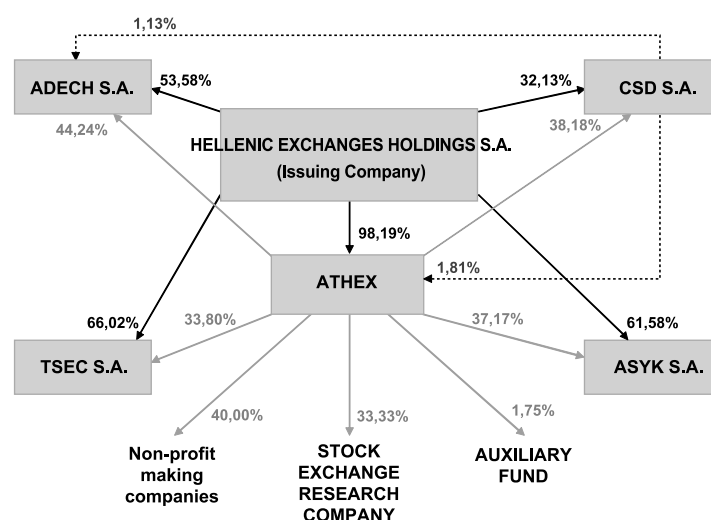 1,13%
ADECH S.A.
53,58%
32,13%
CSD S.A.
44,24%
HELLENIC EXCHANGES HOLDINGS S.A.
(Issuing Company)
38,18%
98,19%
ATHEX
1,81%
66,02%
33,80%
37,17%
61,58%
TSEC S.A.
ASYK S.A.
40,00%
33,33%
1,75%
Non-profit
making
companies
STOCK
EXCHANGE
RESEARCH
COMPANY
AUXILIARY
FUND